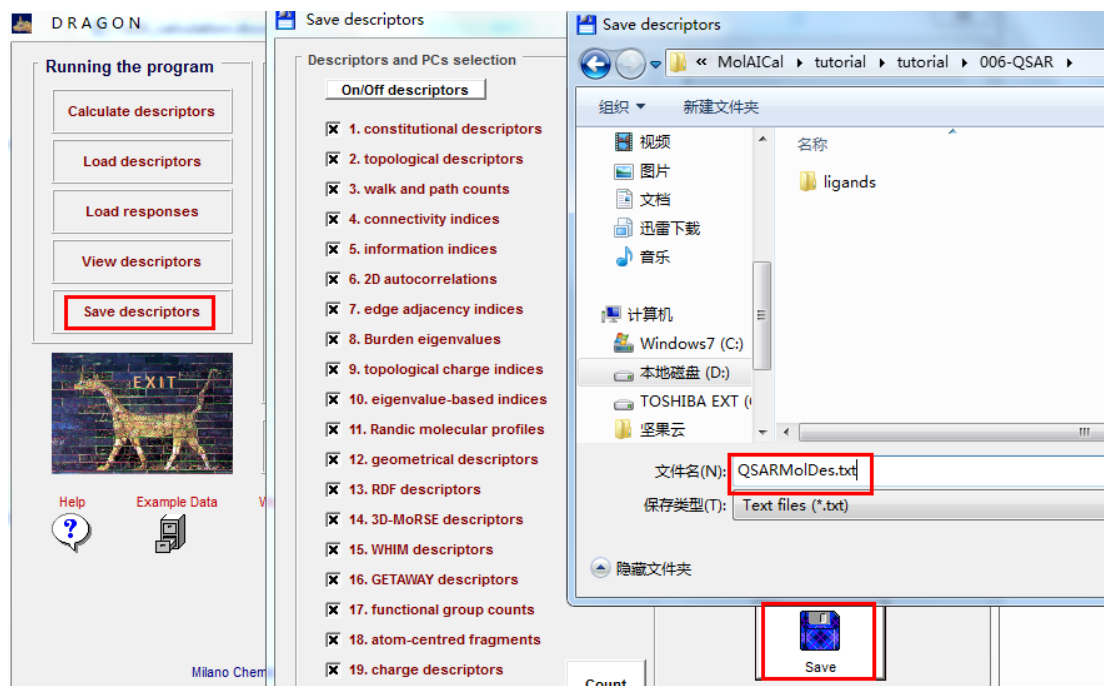 DRAGON
Running the program
Calculate descriptors
Load descriptors
Load responses
View descriptors
Save descriptors
EXIT
Help
Example Data
Milano Chem
Save descriptors
Descriptors and PCs selection
On/Off descriptors
1. constitutional descriptors
2. topological descriptors
3. walk and path counts
4. connectivity indices
5. information indices
6. 2D autocorrelations
7. edge adjacency indices
8. Burden eigenvalues
9. topological charge indices
10. eigenvalue-based indices
11. Randic molecular profiles
12. geometrical descriptors
13. RDF descriptors
14. 3D-MoRSE descriptors
15. WHIM descriptors
16. GETAWAY descriptors
17. functional group counts
18. atom-centred fragments
19. charge descriptors
Count
Save descriptors
« MolAICal ▸ tutorial ▸ tutorial ▸ 006-QSAR ▸
组织 新建文件夹
视频
图片
文档
迅雷下载
音乐
计算机
Windows7 (C:)
本地磁盘 (D:)
TOSHIBA EXT (
坚果云
名称
ligands
文件名(N): QSARMolDes.txt
保存类型(T): Text files (*.txt)
隐藏文件夹
Save